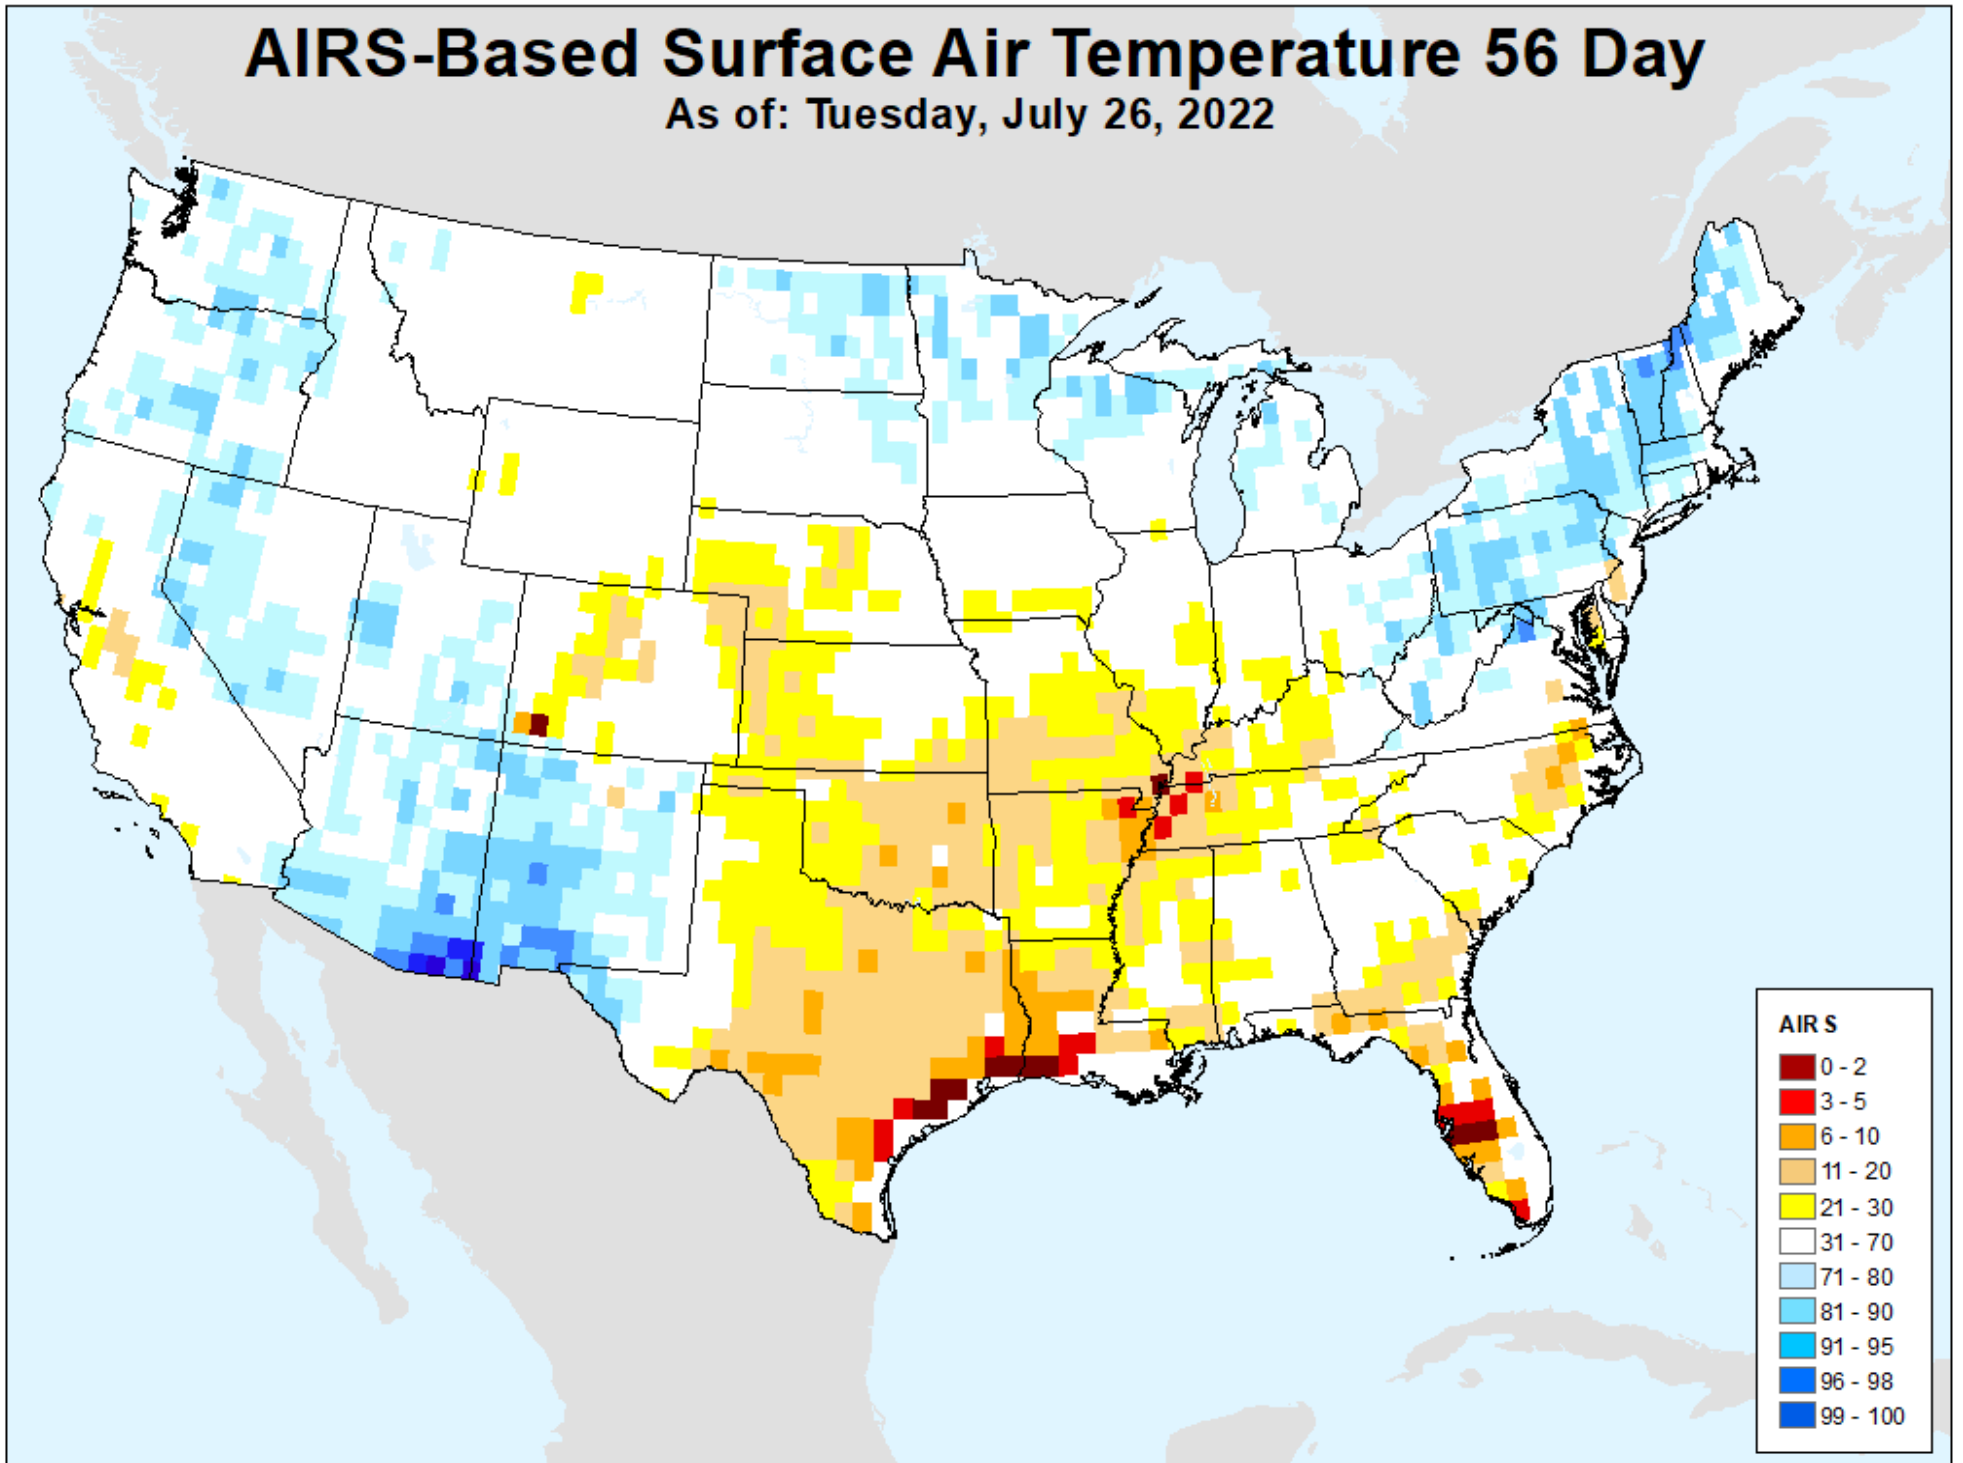 AIRS-Based Surface Air Temperature 56 Day
As of: Tuesday, July 26, 2022
AIRS
0 - 2
3 - 5
6 - 10
11 - 20
21 - 30
31 - 70
71 - 80
81 - 90
91 - 95
96 - 98
99 - 100